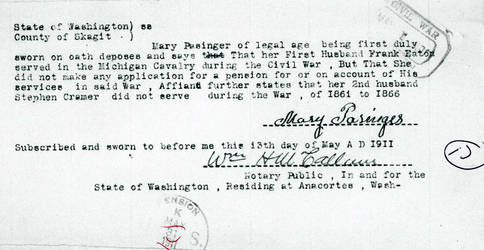 State of Washington) ss
County of Skagit . )
Mary Pasinger of legal age being first duly
sworn on oath deposes and says that That her First Husband Frank Eaton
served in the Michigan Cavalry during the Civil War , But That She
did not make any application for a pension for or on account of His
services in said War , Affiant further states that her 2nd husband
Stephen Cramer did not serve during the War , of 1861 to 1866
Mary Pasinger
Subscribed and sworn to before me this 13th day of May A D 1911
Wm
Notary Public , In and for the
State of Washington , Residing at Anacortes , Wash-
CIVIL WAR
PENSION
S.